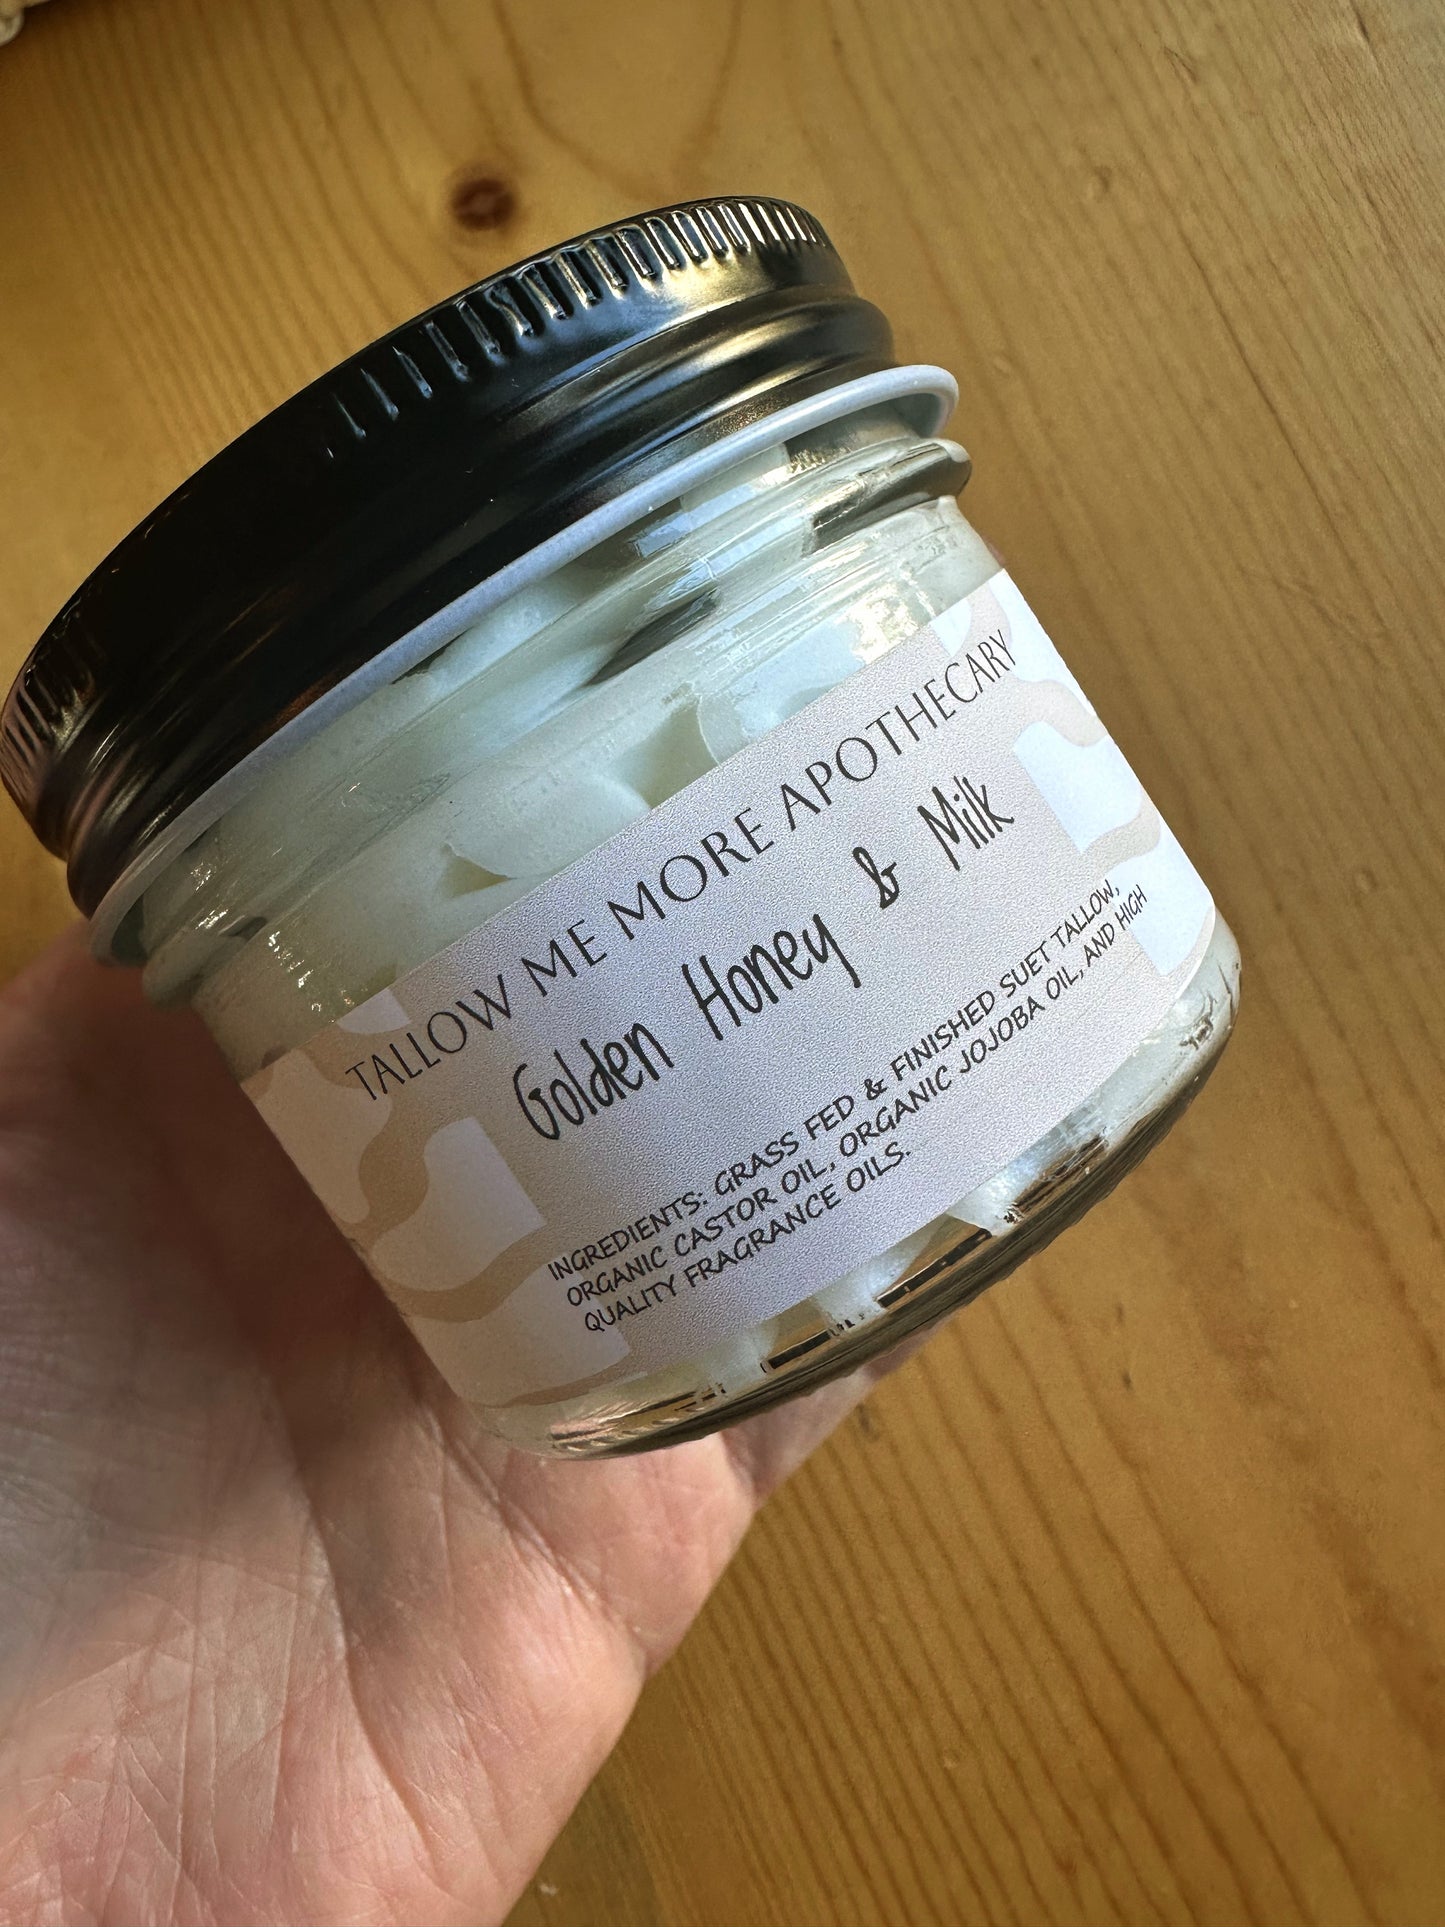 TALLOW ME MORE APOTHECARY
Golden Honey & Milk
INGREDIENTS: GRASS FED & FINISHED SUET TALLOW,
ORGANIC CASTOR OIL, ORGANIC JOJOBA OIL, AND HIGH
QUALITY FRAGRANCE OILS.